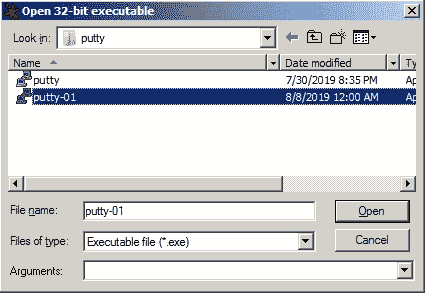 Open 32-bit executable
Look in: putty
Name Date modified Ty
putty 7/30/2019 8:35 PM Ap
putty-01 8/8/2019 12:00 AM Ap
File name: putty-01 Open
Files of type: Executable file (*.exe) Cancel
Arguments: